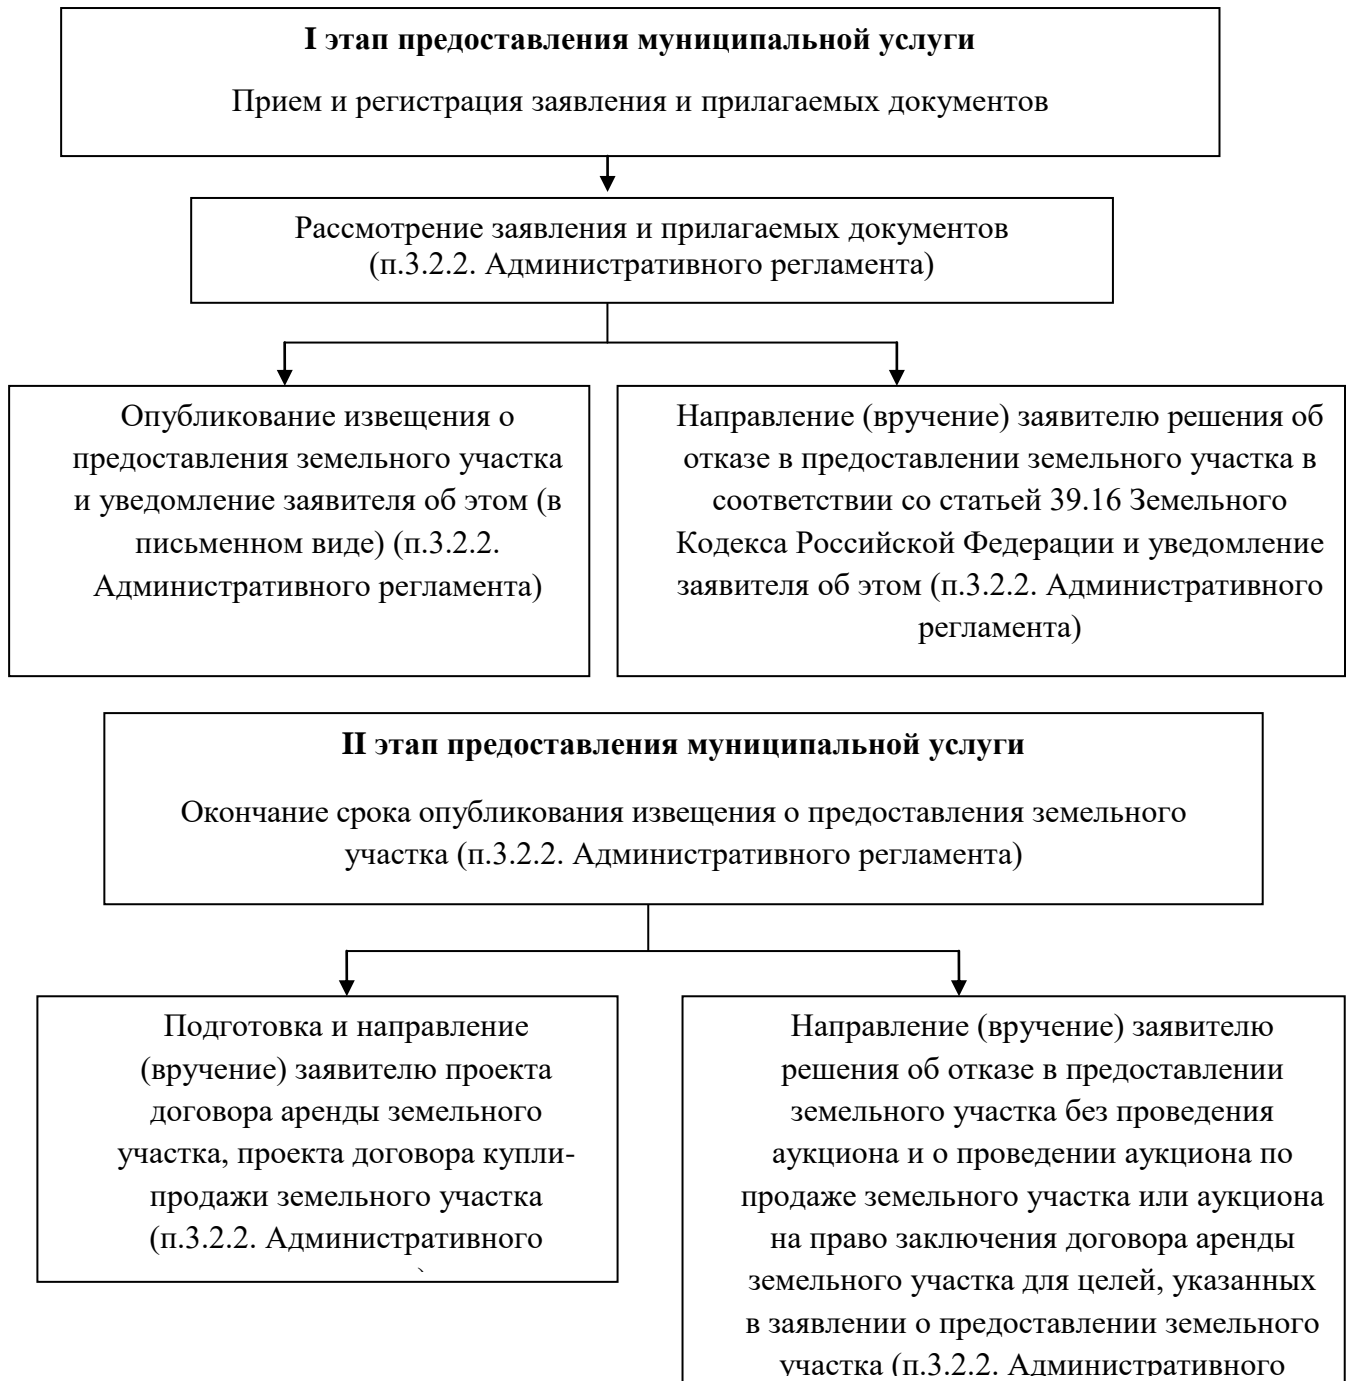 I этап предоставления муниципальной услуги
Прием и регистрация заявления и прилагаемых документов
Рассмотрение заявления и прилагаемых документов
(п.3.2.2. Административного регламента)
Опубликование извещения о
предоставления земельного участка
и уведомление заявителя об этом (в
письменном виде) (п.3.2.2.
Административного регламента)
Направление (вручение) заявителю решения об
отказе в предоставлении земельного участка в
соответствии со статьей 39.16 Земельного
Кодекса Российской Федерации и уведомление
заявителя об этом (п.3.2.2. Административного
регламента)
II этап предоставления муниципальной услуги
Окончание срока опубликования извещения о предоставления земельного
участка (п.3.2.2. Административного регламента)
Подготовка и направление
(вручение) заявителю проекта
договора аренды земельного
участка, проекта договора купли-
продажи земельного участка
(п.3.2.2. Административного
Направление (вручение) заявителю
решения об отказе в предоставлении
земельного участка без проведения
аукциона и о проведении аукциона по
продаже земельного участка или аукциона
на право заключения договора аренды
земельного участка для целей, указанных
в заявлении о предоставлении земельного
участка (п.3.2.2. Административного